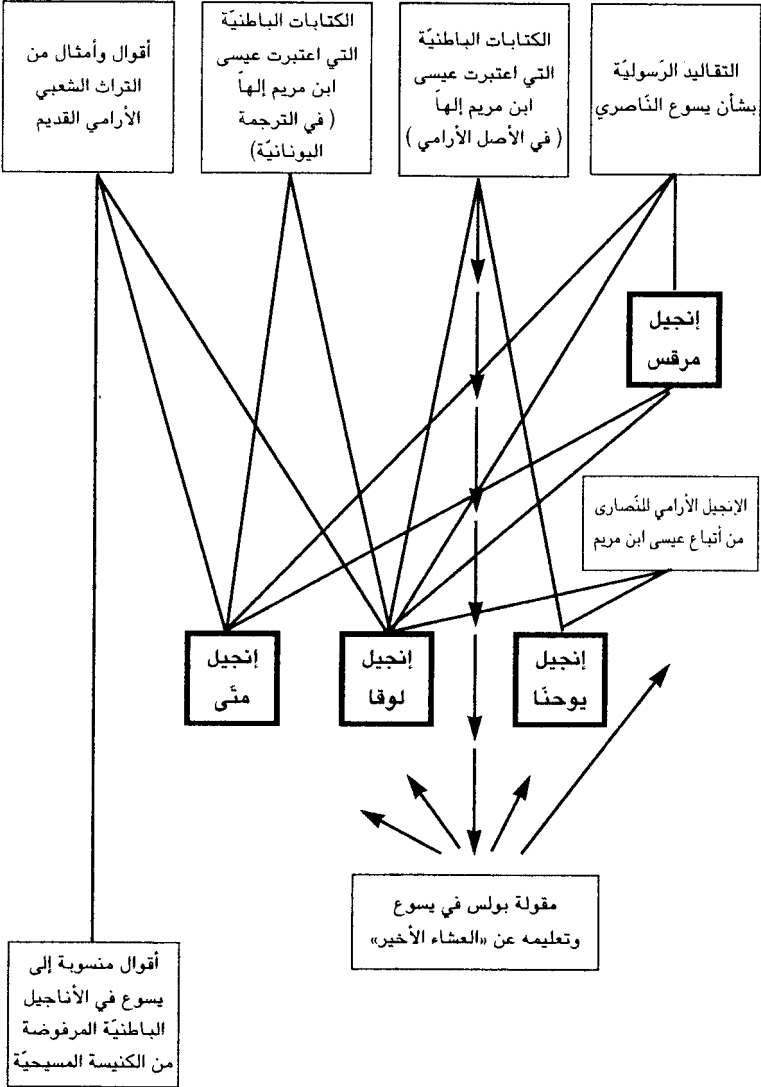 التقاليد الرّسوليّة
بشأن يسوع النّاصري
الكتابات الباطنيّة
التي اعتبرت عيسى
ابن مريم إلهاً
( في الأصل الأرامي )
الكتابات الباطنيّة
التي اعتبرت عيسى
ابن مريم إلهاً
( في الترجمة
اليونانيّة)
أقوال وأمثال من
التراث الشعبي
الأرامي القديم
إنجيل
مرقس
الإنجيل الأرامي للنّصارى
من أتباع عيسى ابن مريم
إنجيل
يوحنّا
إنجيل
لوقا
إنجيل
متّى
مقولة بولس في يسوع
وتعليمه عن «العشاء الأخير»
أقوال منسوبة إلى
يسوع في الأناجيل
الباطنيّة المرفوضة
من الكنيسة المسيحيّة